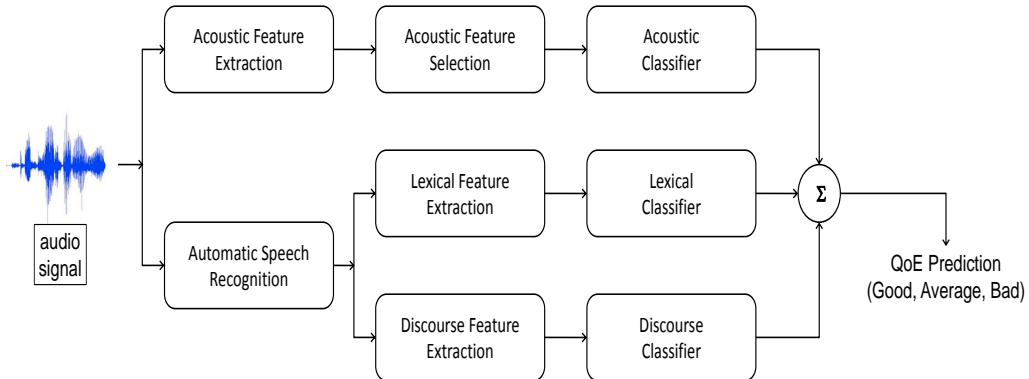 Acoustic Feature
Extraction
Acoustic Feature
Selection
Acoustic
Classifier
audio
signal
Automatic Speech
Recognition
Lexical Feature
Extraction
Lexical
Classifier
Discourse Feature
Extraction
Discourse
Classifier
Σ
QoE Prediction
(Good, Average, Bad)